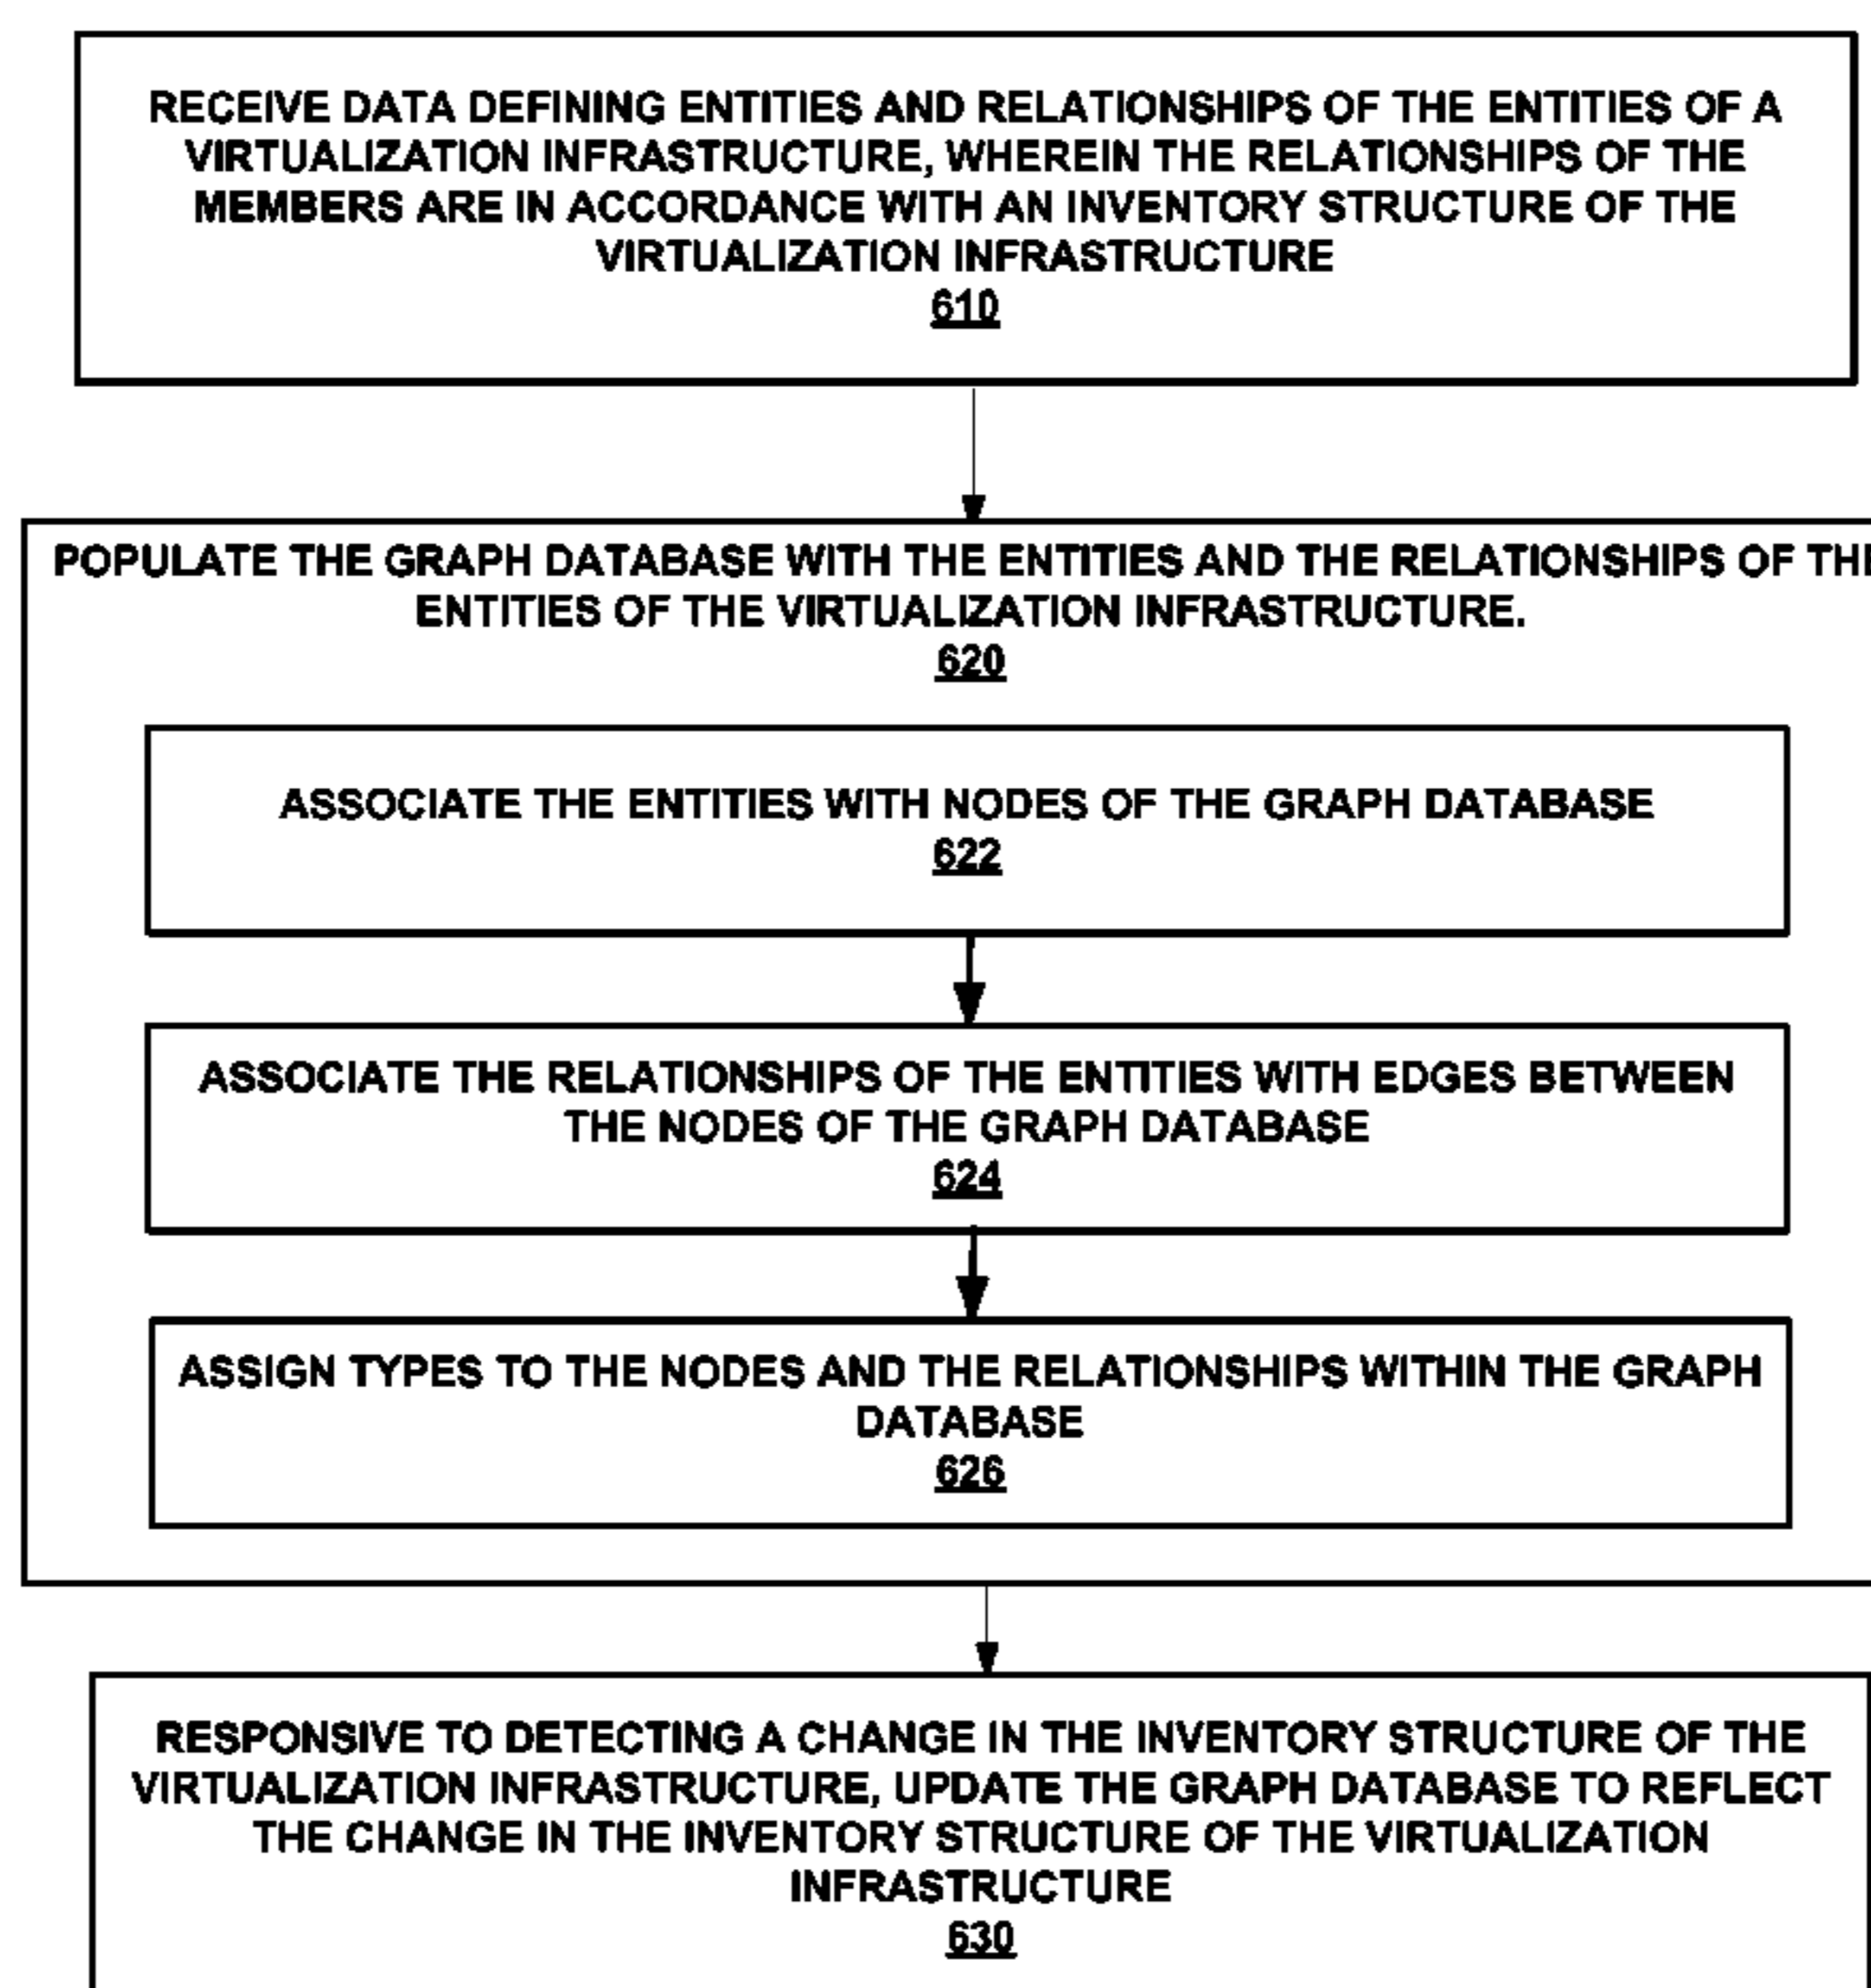 RECEIVE DATA DEFINING ENTITIES AND RELATIONSHIPS OF THE ENTITIES OF A
VIRTUALIZATION INFRASTRUCTURE, WHEREIN THE RELATIONSHIPS OF THE
MEMBERS ARE IN ACCORDANCE WITH AN INVENTORY STRUCTURE OF THE
VIRTUALIZATION INFRASTRUCTURE
610
POPULATE THE GRAPH DATABASE WITH THE ENTITIES AND THE RELATIONSHIPS OF THE
ENTITIES OF THE VIRTUALIZATION INFRASTRUCTURE.
620
ASSOCIATE THE ENTITIES WITH NODES OF THE GRAPH DATABASE
622
ASSOCIATE THE RELATIONSHIPS OF THE ENTITIES WITH EDGES BETWEEN
THE NODES OF THE GRAPH DATABASE
624
ASSIGN TYPES TO THE NODES AND THE RELATIONSHIPS WITHIN THE GRAPH
DATABASE
626
RESPONSIVE TO DETECTING A CHANGE IN THE INVENTORY STRUCTURE OF THE
VIRTUALIZATION INFRASTRUCTURE, UPDATE THE GRAPH DATABASE TO REFLECT
THE CHANGE IN THE INVENTORY STRUCTURE OF THE VIRTUALIZATION
INFRASTRUCTURE
630